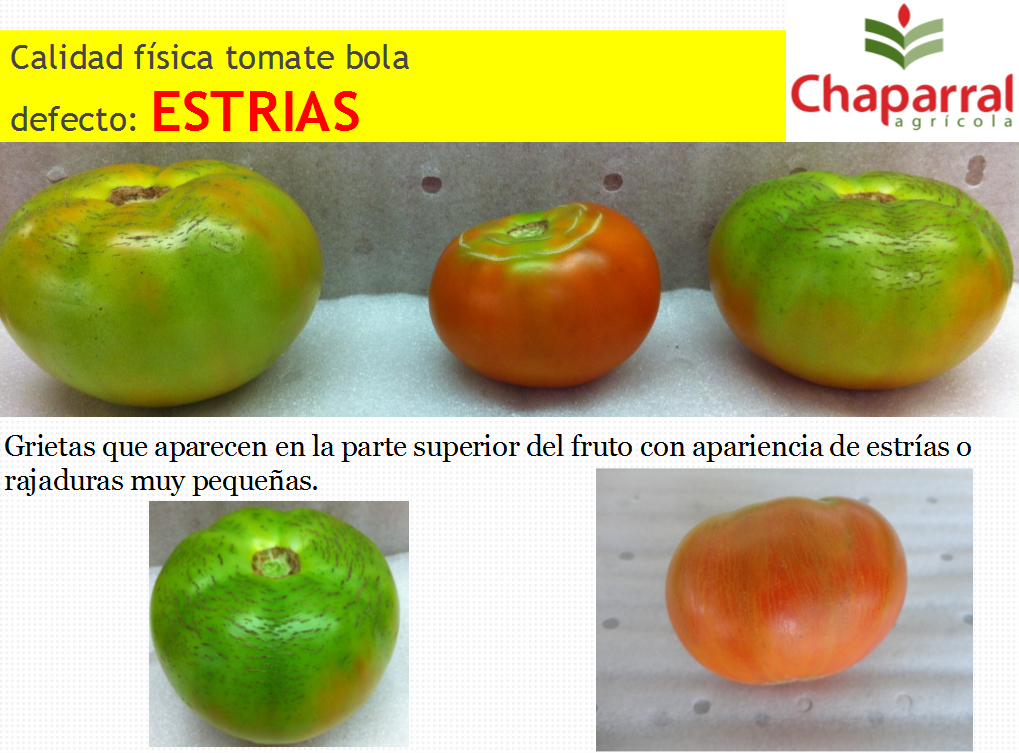 Calidad física tomate bola
defecto: ESTRIAS
Chaparral
agrícola
Grietas que aparecen en la parte superior del fruto con apariencia de estrías o
rajaduras muy pequeñas.